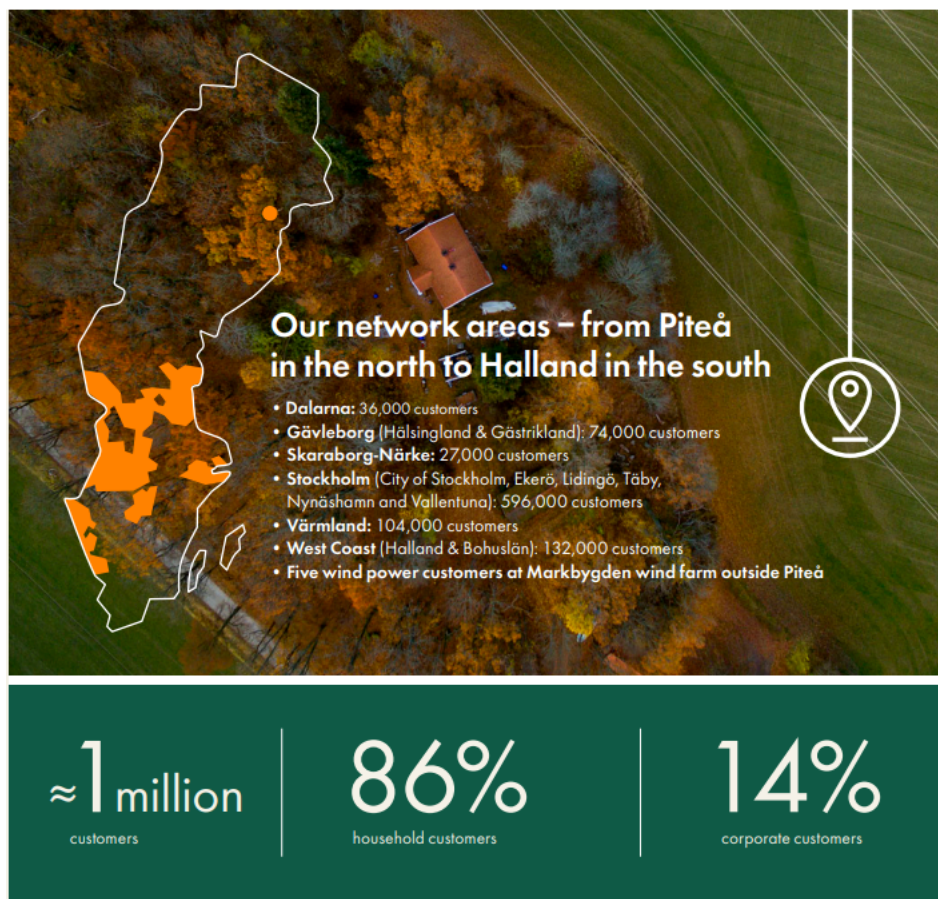 Our network areas – from Piteå
in the north to Halland in the south
• Dalarna: 36,000 customers
• Gävleborg (Hälsingland & Gästrikland): 74,000 customers
• Skaraborg-Närke: 27,000 customers
• Stockholm (City of Stockholm, Ekerö, Lidingö, Täby,
Nynäshamn and Vallentuna): 596,000 customers
• Värmland: 104,000 customers
• West Coast (Halland & Bohuslän): 132,000 customers
• Five wind power customers at Markbygden wind farm outside Piteå
≈1 million
customers
86%
household customers
14%
corporate customers